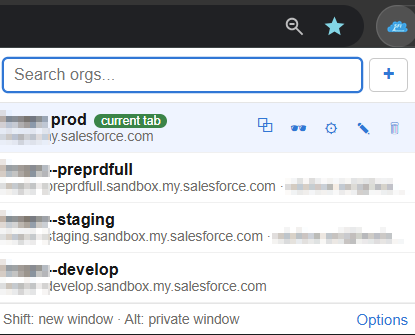 Search orgs...
+
prod current tab
y.salesforce.com
--preprdfull
preprdfull.sandbox.my.salesforce.com ·
--staging
staging.sandbox.my.salesforce.com ·
--develop
develop.sandbox.my.salesforce.com
Shift: new window · Alt: private window
Options